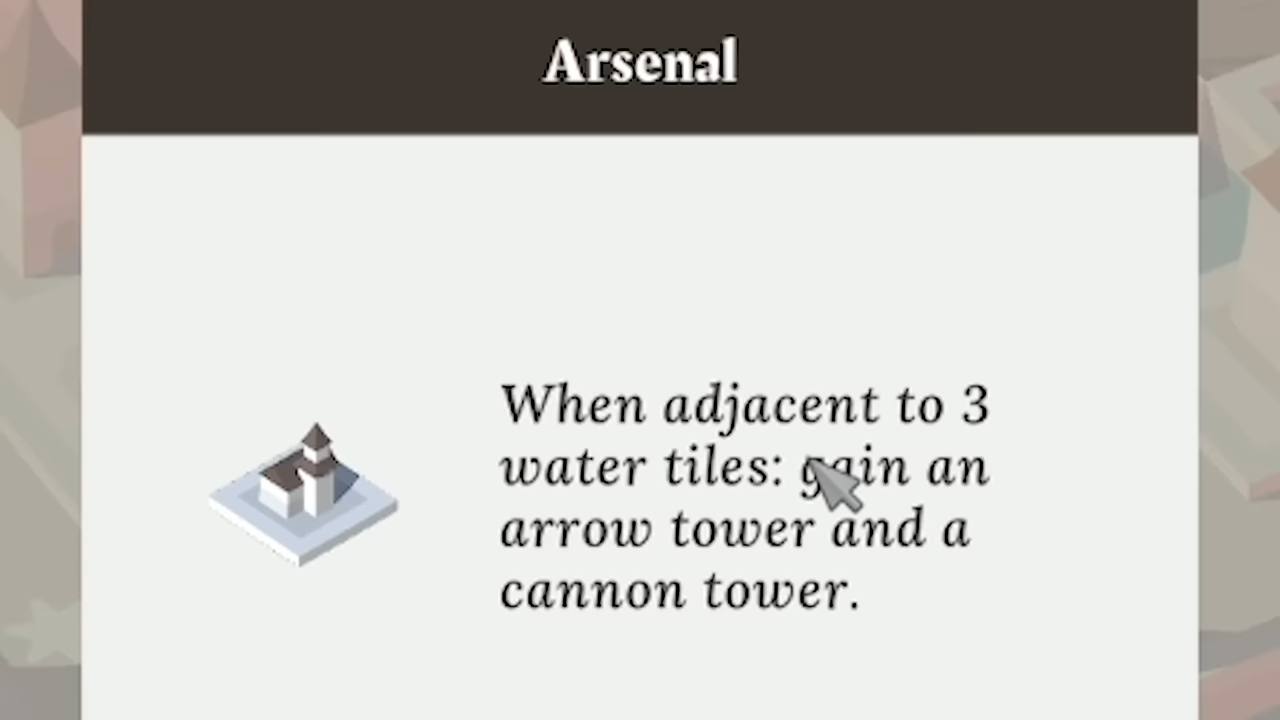 Arsenal
When adjacent to 3
water tiles: gain an
arrow tower and a
cannon tower.